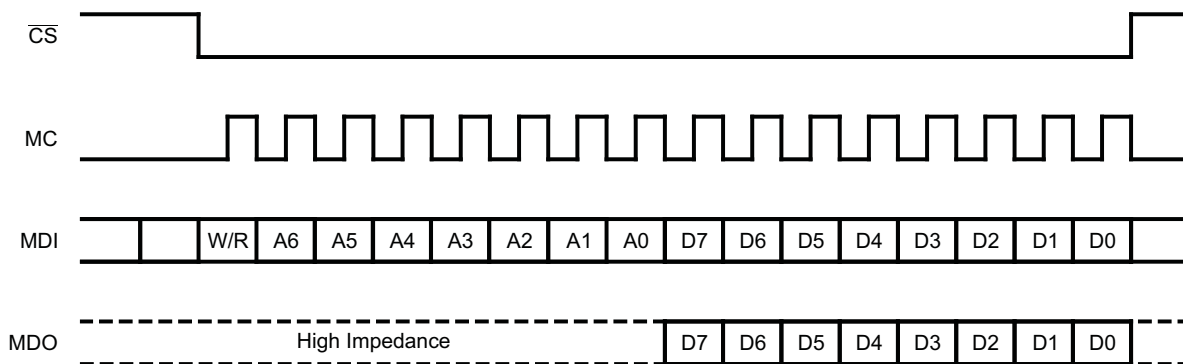 CS
MC
MDI W/R A6 A5 A4 A3 A2 A1 A0 D7 D6 D5 D4 D3 D2 D1 D0
MDO High Impedance D7 D6 D5 D4 D3 D2 D1 D0